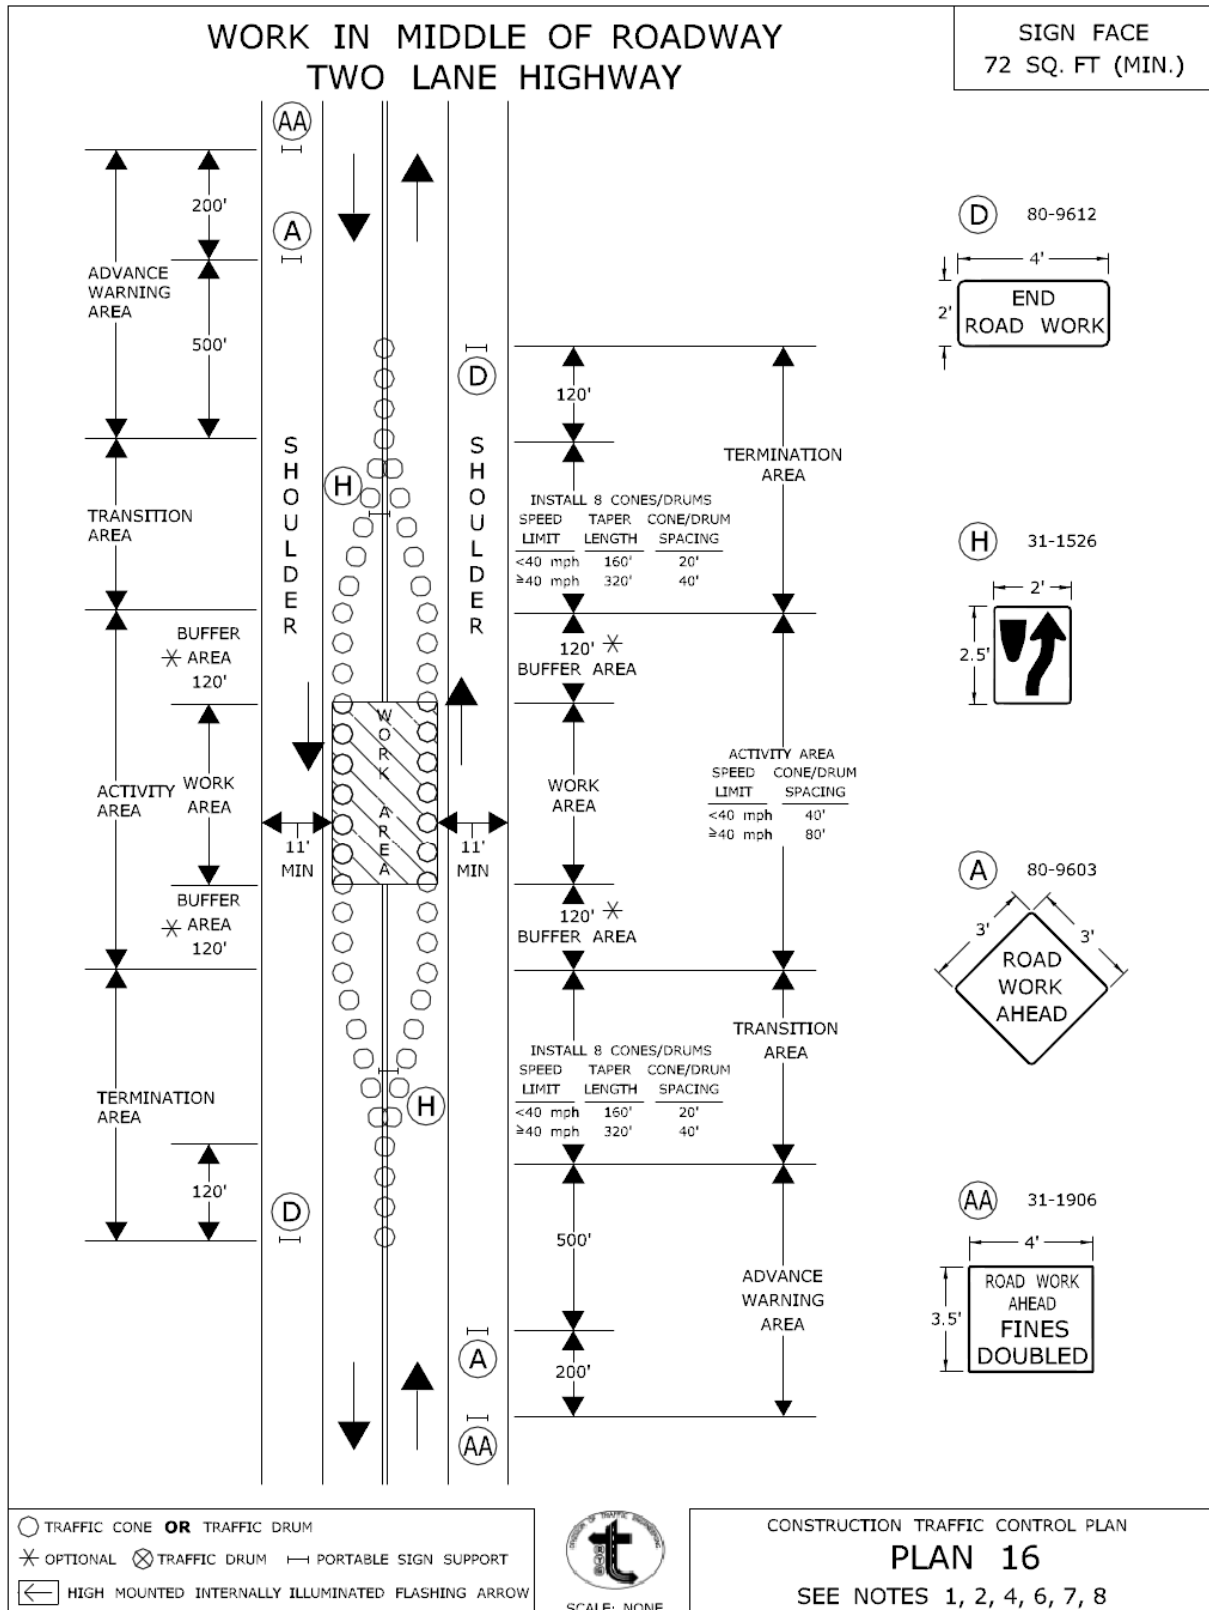 WORK IN MIDDLE OF ROADWAY
TWO LANE HIGHWAY
SIGN FACE
72 SQ. FT (MIN.)
AA
200'
A
ADVANCE
WARNING
AREA
500'
D
120'
TERMINATION
AREA
SHOULDER
SHOULDER
H
TRANSITION
AREA
INSTALL 8 CONES/DRUMS
SPEED LIMIT TAPER LENGTH CONE/DRUM SPACING
<40 mph 160' 20'
≥40 mph 320' 40'
BUFFER
* AREA
120'
120' *
BUFFER AREA
WORK AREA
ACTIVITY
AREA
WORK
AREA
WORK
AREA
ACTIVITY AREA
SPEED LIMIT CONE/DRUM SPACING
<40 mph 40'
≥40 mph 80'
11'
MIN
11'
MIN
BUFFER
* AREA
120'
120' *
BUFFER AREA
TRANSITION
AREA
INSTALL 8 CONES/DRUMS
SPEED LIMIT TAPER LENGTH CONE/DRUM SPACING
<40 mph 160' 20'
≥40 mph 320' 40'
TERMINATION
AREA
H
120'
D
500'
ADVANCE
WARNING
AREA
A
200'
AA
D 80-9612
4'
2'
END
ROAD WORK
H 31-1526
2'
2.5'
A 80-9603
3' 3'
ROAD
WORK
AHEAD
AA 31-1906
4'
3.5'
ROAD WORK
AHEAD
FINES
DOUBLED
TRAFFIC CONE OR TRAFFIC DRUM
* OPTIONAL TRAFFIC DRUM PORTABLE SIGN SUPPORT
HIGH MOUNTED INTERNALLY ILLUMINATED FLASHING ARROW
DIVISION OF TRAFFIC ENGINEERING
SCALE: NONE
CONSTRUCTION TRAFFIC CONTROL PLAN
PLAN 16
SEE NOTES 1, 2, 4, 6, 7, 8